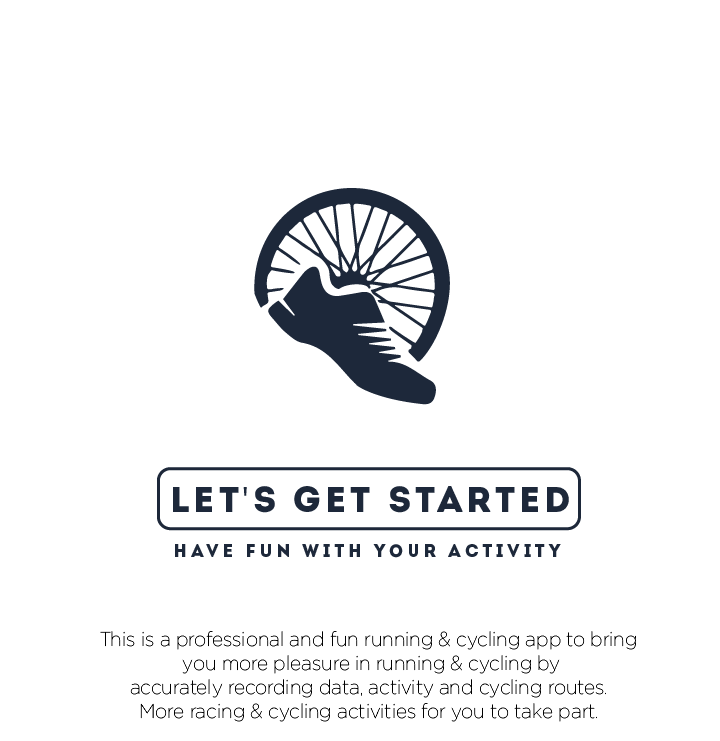 LET'S GET STARTED
HAVE FUN WITH YOUR ACTIVITY
This is a professional and fun running & cycling app to bring
you more pleasure in running & cycling by
accurately recording data, activity and cycling routes.
More racing & cycling activities for you to take part.